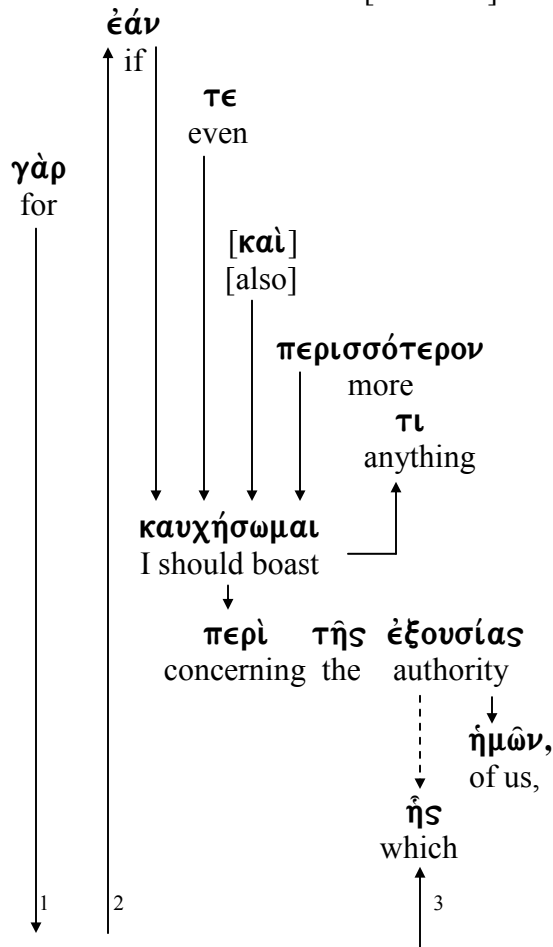 [ ]
ἐάν
if
τε
even
γὰρ
for
[καὶ]
[also]
περισσότερον
more
τι
anything
καυχήσωμαι
I should boast
περὶ τῆς ἐξουσίας
concerning the authority
ἡμῶν,
of us,
ἧς
which
1 2 3